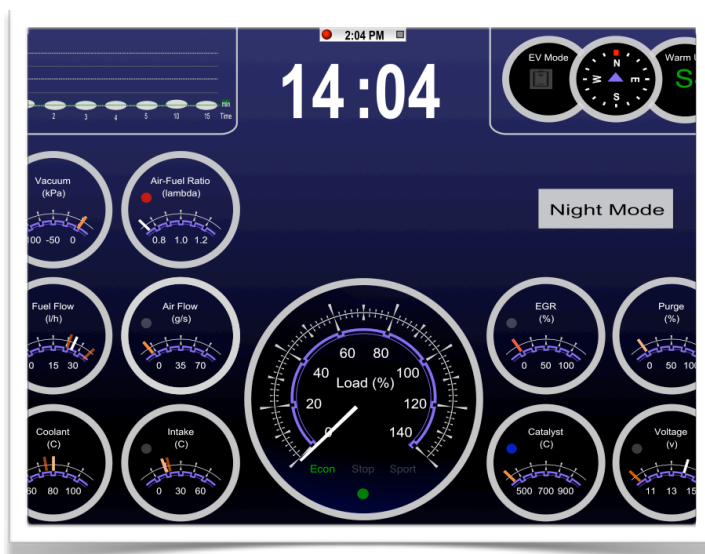 2:04 PM
14:04
min
2 3 4 5 10 15 Time
EV Mode
N
W E
S
Warm
Vacuum
(kPa)
-50 0
Air-Fuel Ratio
(lambda)
0.8 1.0 1.2
Night Mode
Fuel Flow
(l/h)
0 15 30
Air Flow
(g/s)
0 35 70
60 80
40 100
Load (%)
20 120
0 140
Econ Stop Sport
EGR
(%)
0 50 100
Purge
(%)
0 50
Coolant
(C)
80 100
Intake
(C)
0 30 60
Catalyst
(C)
500 700 900
Voltage
(v)
11 13 15